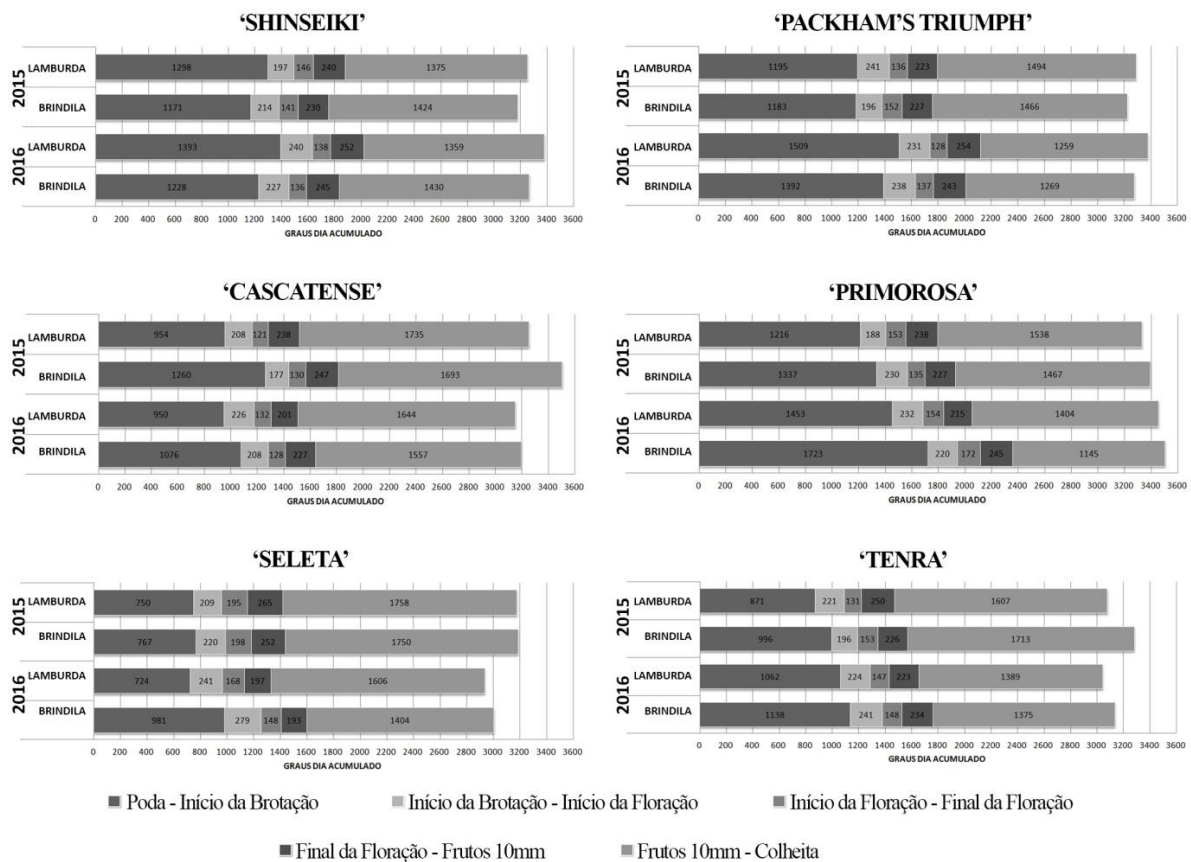 ‘SHINSEIKI’
2015
LAMBURDA 1298 197 146 240 1375
BRINDILA 1171 214 141 230 1424
2016
LAMBURDA 1393 240 138 252 1359
BRINDILA 1228 227 136 245 1430
0 200 400 600 800 1000 1200 1400 1600 1800 2000 2200 2400 2600 2800 3000 3200 3400 3600
GRAUS DIA ACUMULADO
‘PACKHAM’S TRIUMPH’
2015
LAMBURDA 1195 241 136 223 1494
BRINDILA 1183 196 152 227 1466
2016
LAMBURDA 1509 231 128 254 1259
BRINDILA 1392 238 137 243 1269
0 200 400 600 800 1000 1200 1400 1600 1800 2000 2200 2400 2600 2800 3000 3200 3400 3600
GRAUS DIA ACUMULADO
‘CASCATENSE’
2015
LAMBURDA 954 208 121 238 1735
BRINDILA 1260 177 130 247 1693
2016
LAMBURDA 950 226 132 201 1644
BRINDILA 1076 208 128 227 1557
0 200 400 600 800 1000 1200 1400 1600 1800 2000 2200 2400 2600 2800 3000 3200 3400 3600
GRAUS DIA ACUMULADO
‘PRIMOROSA’
2015
LAMBURDA 1216 188 153 238 1538
BRINDILA 1337 230 135 227 1467
2016
LAMBURDA 1453 232 154 215 1404
BRINDILA 1723 220 172 245 1145
0 200 400 600 800 1000 1200 1400 1600 1800 2000 2200 2400 2600 2800 3000 3200 3400 3600
GRAUS DIA ACUMULADO
‘SELETA’
2015
LAMBURDA 750 209 195 265 1758
BRINDILA 767 220 198 252 1750
2016
LAMBURDA 724 241 168 197 1606
BRINDILA 981 279 148 193 1404
0 200 400 600 800 1000 1200 1400 1600 1800 2000 2200 2400 2600 2800 3000 3200 3400 3600
GRAUS DIA ACUMULADO
‘TENRA’
2015
LAMBURDA 871 221 131 250 1607
BRINDILA 996 196 153 226 1713
2016
LAMBURDA 1062 224 147 223 1389
BRINDILA 1138 241 148 234 1375
0 200 400 600 800 1000 1200 1400 1600 1800 2000 2200 2400 2600 2800 3000 3200 3400 3600
GRAUS DIA ACUMULADO
Poda - Início da Brotação
Início da Brotação - Início da Floração
Início da Floração - Final da Floração
Final da Floração - Frutos 10mm
Frutos 10mm - Colheita